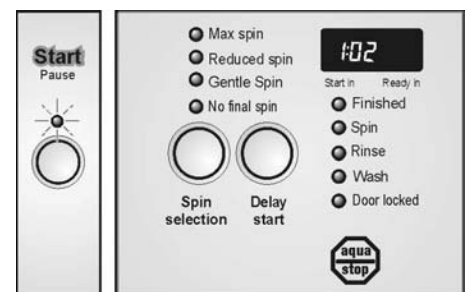 Start
Pause
Max spin
Reduced spin
Gentle Spin
No final spin
Spin
selection
Delay
start
1:02
Start in
Ready in
Finished
Spin
Rinse
Wash
Door locked
aqua
stop